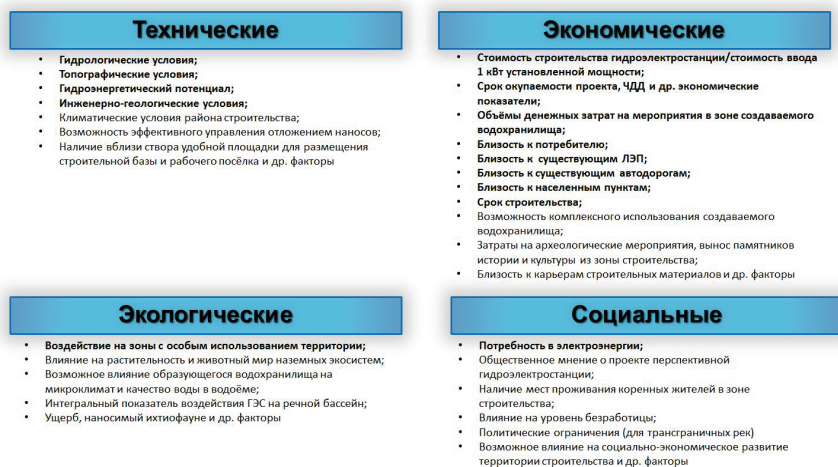 Технические
• Гидрологические условия;
• Топографические условия;
• Гидроэнергетический потенциал;
• Инженерно-геологические условия;
• Климатические условия района строительства;
• Возможность эффективного управления отложением наносов;
• Наличие вблизи створа удобной площадки для размещения
строительной базы и рабочего посёлка и др. факторы
Экономические
• Стоимость строительства гидроэлектростанции/стоимость ввода
1 кВт установленной мощности;
• Срок окупаемости проекта, ЧДД и др. экономические
показатели;
• Объёмы денежных затрат на мероприятия в зоне создаваемого
водохранилища;
• Близость к потребителю;
• Близость к существующим ЛЭП;
• Близость к существующим автодорогам;
• Близость к населенным пунктам;
• Срок строительства;
• Возможность комплексного использования создаваемого
водохранилища;
• Затраты на археологические мероприятия, вынос памятников
истории и культуры из зоны строительства;
• Близость к карьерам строительных материалов и др. факторы
Экологические
• Воздействие на зоны с особым использованием территории;
• Влияние на растительность и животный мир наземных экосистем;
• Возможное влияние образующегося водохранилища на
микроклимат и качество воды в водоёме;
• Интегральный показатель воздействия ГЭС на речной бассейн;
• Ущерб, наносимый ихтиофауне и др. факторы
Социальные
• Потребность в электроэнергии;
• Общественное мнение о проекте перспективной
гидроэлектростанции;
• Наличие мест проживания коренных жителей в зоне
строительства;
• Влияние на уровень безработицы;
• Политические ограничения (для трансграничных рек)
• Возможное влияние на социально-экономическое развитие
территории строительства и др. факторы